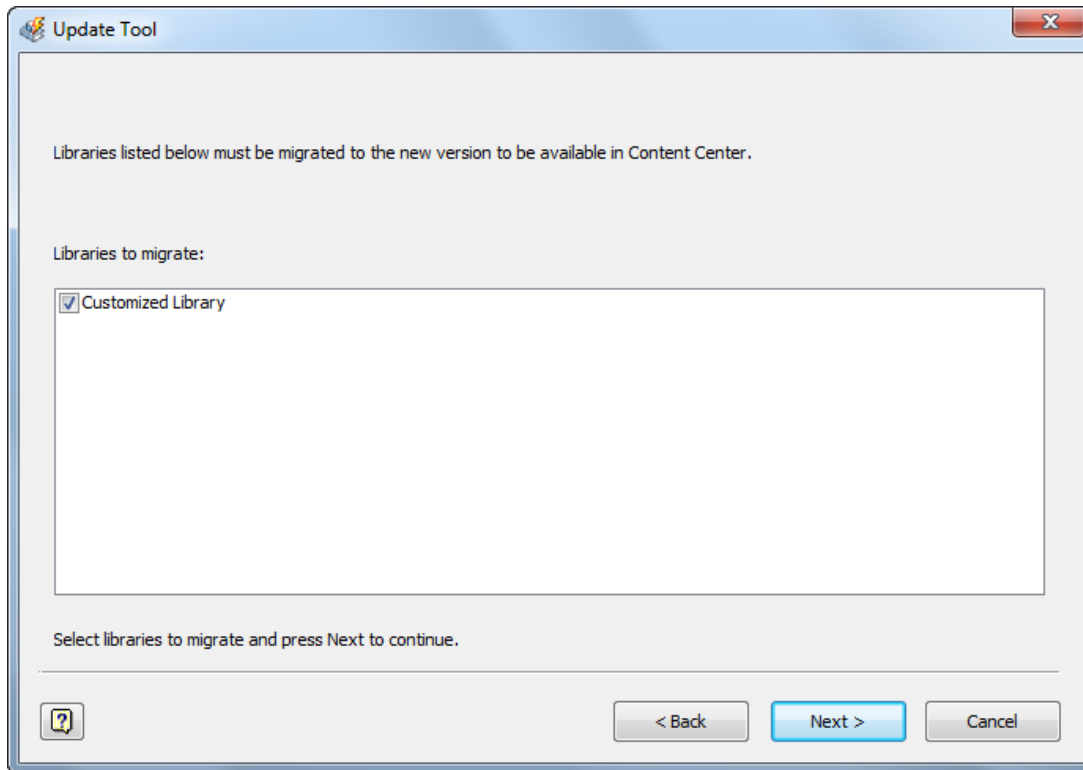 Update Tool
Libraries listed below must be migrated to the new version to be available in Content Center.
Libraries to migrate:
Customized Library
Select libraries to migrate and press Next to continue.
< Back Next > Cancel